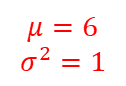 μ = 6
σ² = 1